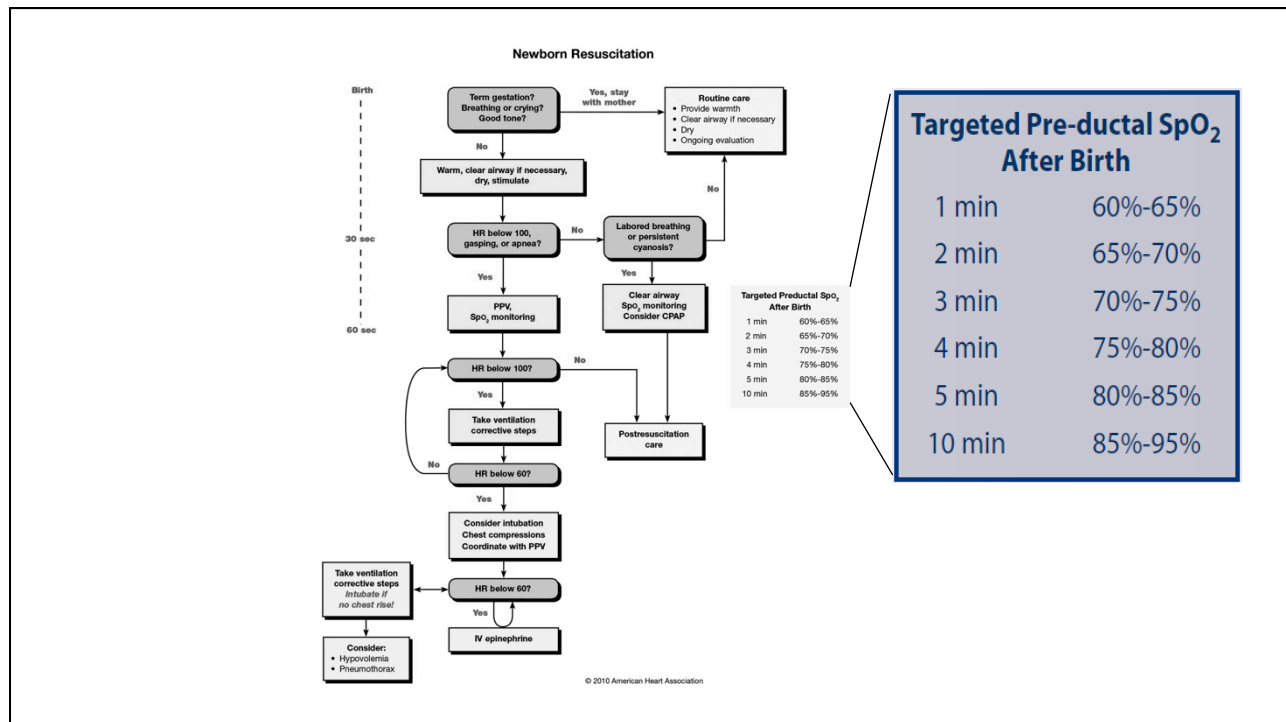 Newborn Resuscitation
Birth
30 sec
60 sec
Term gestation?
Breathing or crying?
Good tone?
Yes, stay
with mother
Routine care
• Provide warmth
• Clear airway if necessary
• Dry
• Ongoing evaluation
No
Warm, clear airway if necessary,
dry, stimulate
No
HR below 100,
gasping, or apnea?
No
Labored breathing
or persistent
cyanosis?
Yes
Yes
PPV,
SpO₂ monitoring
Clear airway
SpO₂ monitoring
Consider CPAP
HR below 100?
No
Yes
Take ventilation
corrective steps
Postresuscitation
care
No
HR below 60?
Yes
Consider intubation
Chest compressions
Coordinate with PPV
Take ventilation
corrective steps
Intubate if
no chest rise!
HR below 60?
Yes
IV epinephrine
Consider:
• Hypovolemia
• Pneumothorax
© 2010 American Heart Association
Targeted Preductal SpO₂
After Birth
1 min 60%-65%
2 min 65%-70%
3 min 70%-75%
4 min 75%-80%
5 min 80%-85%
10 min 85%-95%
Targeted Pre-ductal SpO₂
After Birth
1 min 60%-65%
2 min 65%-70%
3 min 70%-75%
4 min 75%-80%
5 min 80%-85%
10 min 85%-95%